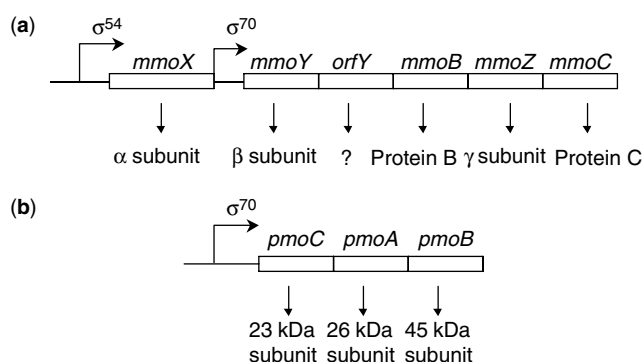 (a)
σ54 σ70
mmoX mmoY orfY mmoB mmoZ mmoC
α subunit β subunit ? Protein B γ subunit Protein C
(b)
σ70
pmoC pmoA pmoB
23 kDa 26 kDa 45 kDa
subunit subunit subunit